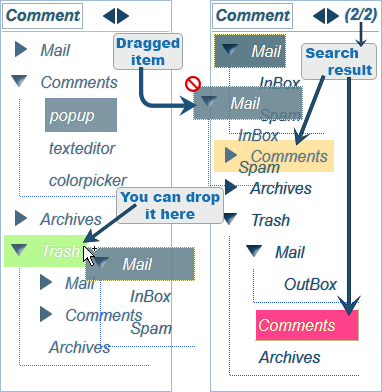 Comment
Mail
Comments
popup
texteditor
colorpicker
Archives
Trash
Mail
Comments
Archives
Mail
InBox
Spam
Dragged
item
You can drop
it here
Comment
(2/2)
Mail
InBox
Spam
Mail
InBox
Spam
Comments
Archives
Trash
Mail
OutBox
Comments
Archives
Search
result